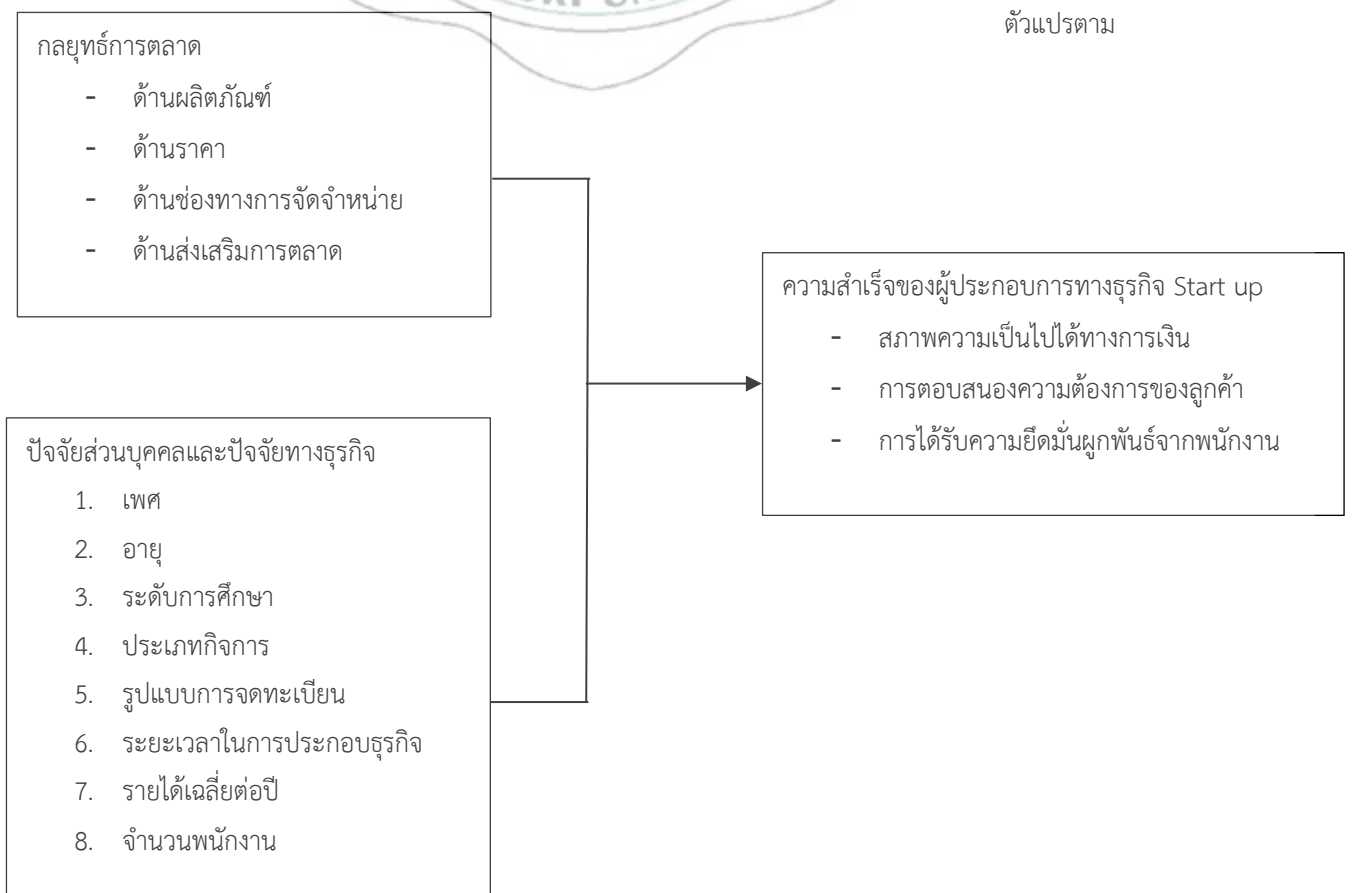 ตัวแปรตาม
กลยุทธ์การตลาด
- ด้านผลิตภัณฑ์
- ด้านราคา
- ด้านช่องทางการจัดจำหน่าย
- ด้านส่งเสริมการตลาด
ความสำเร็จของผู้ประกอบการทางธุรกิจ Start up
- สภาพความเป็นไปได้ทางการเงิน
- การตอบสนองความต้องการของลูกค้า
- การได้รับความยึดมั่นผูกพันธ์จากพนักงาน
ปัจจัยส่วนบุคคลและปัจจัยทางธุรกิจ
1. เพศ
2. อายุ
3. ระดับการศึกษา
4. ประเภทกิจการ
5. รูปแบบการจดทะเบียน
6. ระยะเวลาในการประกอบธุรกิจ
7. รายได้เฉลี่ยต่อปี
8. จำนวนพนักงาน